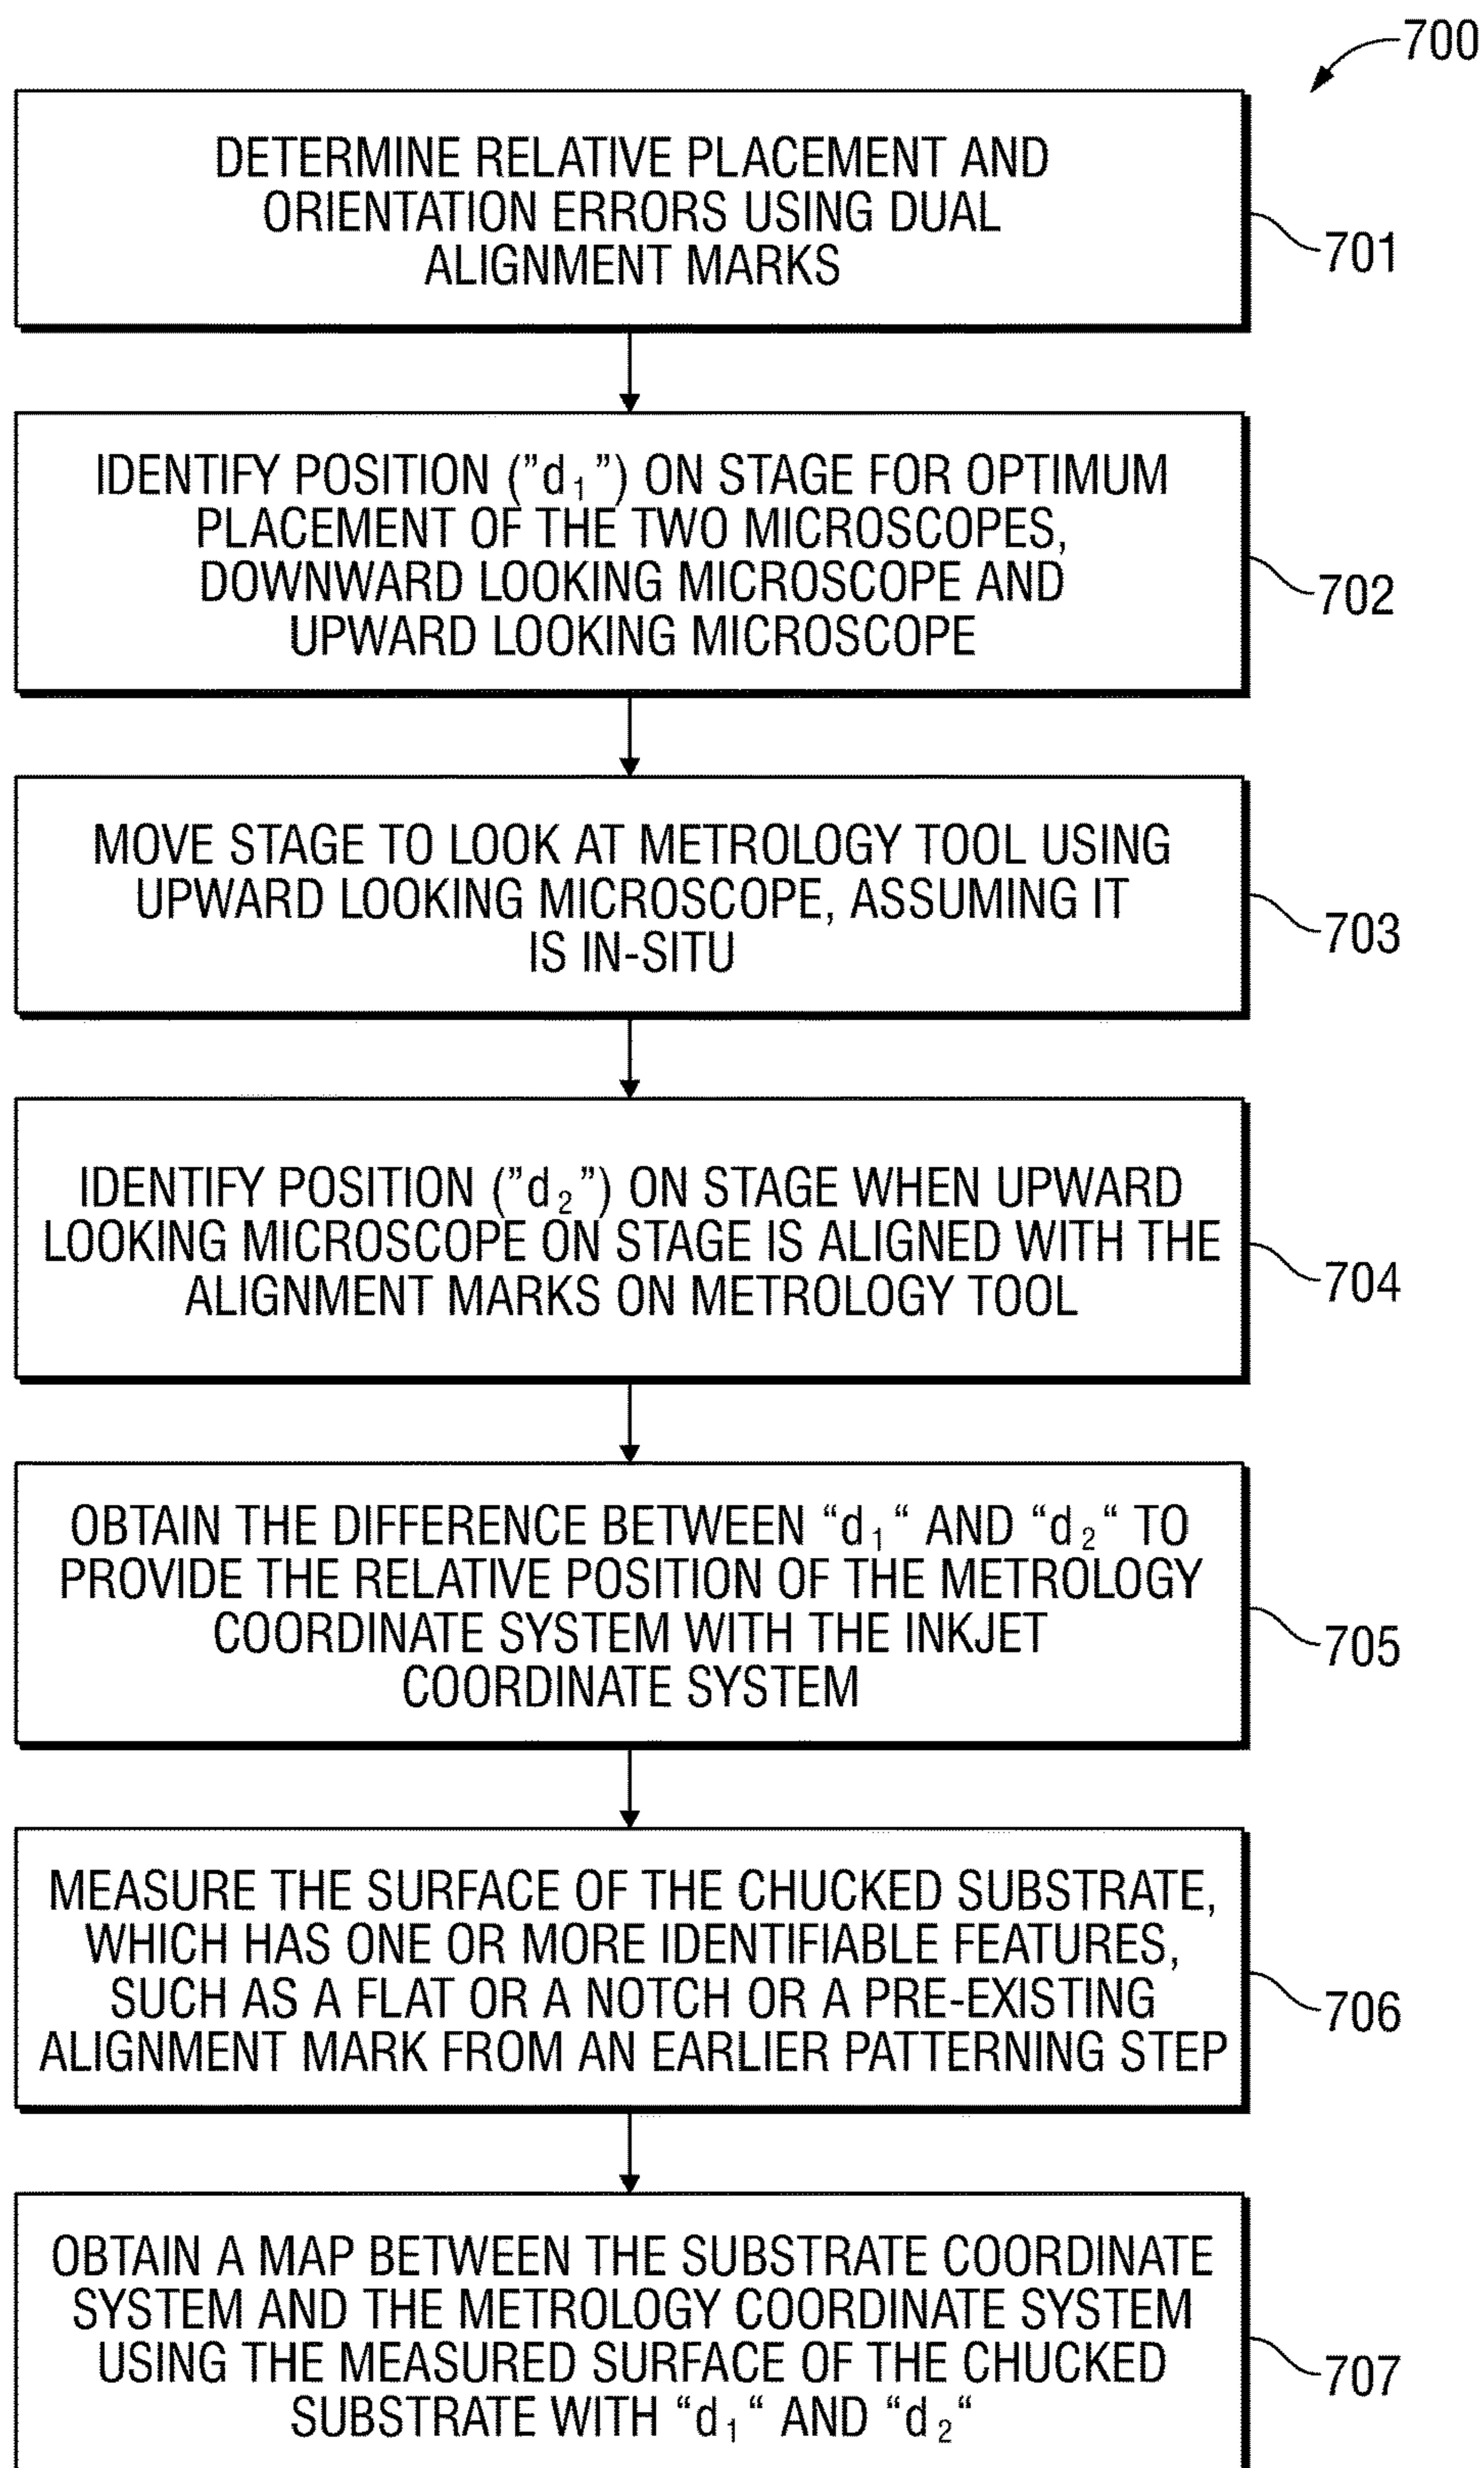 700
DETERMINE RELATIVE PLACEMENT AND
ORIENTATION ERRORS USING DUAL
ALIGNMENT MARKS
701
IDENTIFY POSITION (”d₁”) ON STAGE FOR OPTIMUM
PLACEMENT OF THE TWO MICROSCOPES,
DOWNWARD LOOKING MICROSCOPE AND
UPWARD LOOKING MICROSCOPE
702
MOVE STAGE TO LOOK AT METROLOGY TOOL USING
UPWARD LOOKING MICROSCOPE, ASSUMING IT
IS IN-SITU
703
IDENTIFY POSITION (”d₂”) ON STAGE WHEN UPWARD
LOOKING MICROSCOPE ON STAGE IS ALIGNED WITH THE
ALIGNMENT MARKS ON METROLOGY TOOL
704
OBTAIN THE DIFFERENCE BETWEEN “d₁“ AND “d₂“ TO
PROVIDE THE RELATIVE POSITION OF THE METROLOGY
COORDINATE SYSTEM WITH THE INKJET
COORDINATE SYSTEM
705
MEASURE THE SURFACE OF THE CHUCKED SUBSTRATE,
WHICH HAS ONE OR MORE IDENTIFIABLE FEATURES,
SUCH AS A FLAT OR A NOTCH OR A PRE-EXISTING
ALIGNMENT MARK FROM AN EARLIER PATTERNING STEP
706
OBTAIN A MAP BETWEEN THE SUBSTRATE COORDINATE
SYSTEM AND THE METROLOGY COORDINATE SYSTEM
USING THE MEASURED SURFACE OF THE CHUCKED
SUBSTRATE WITH “d₁“ AND “d₂“
707